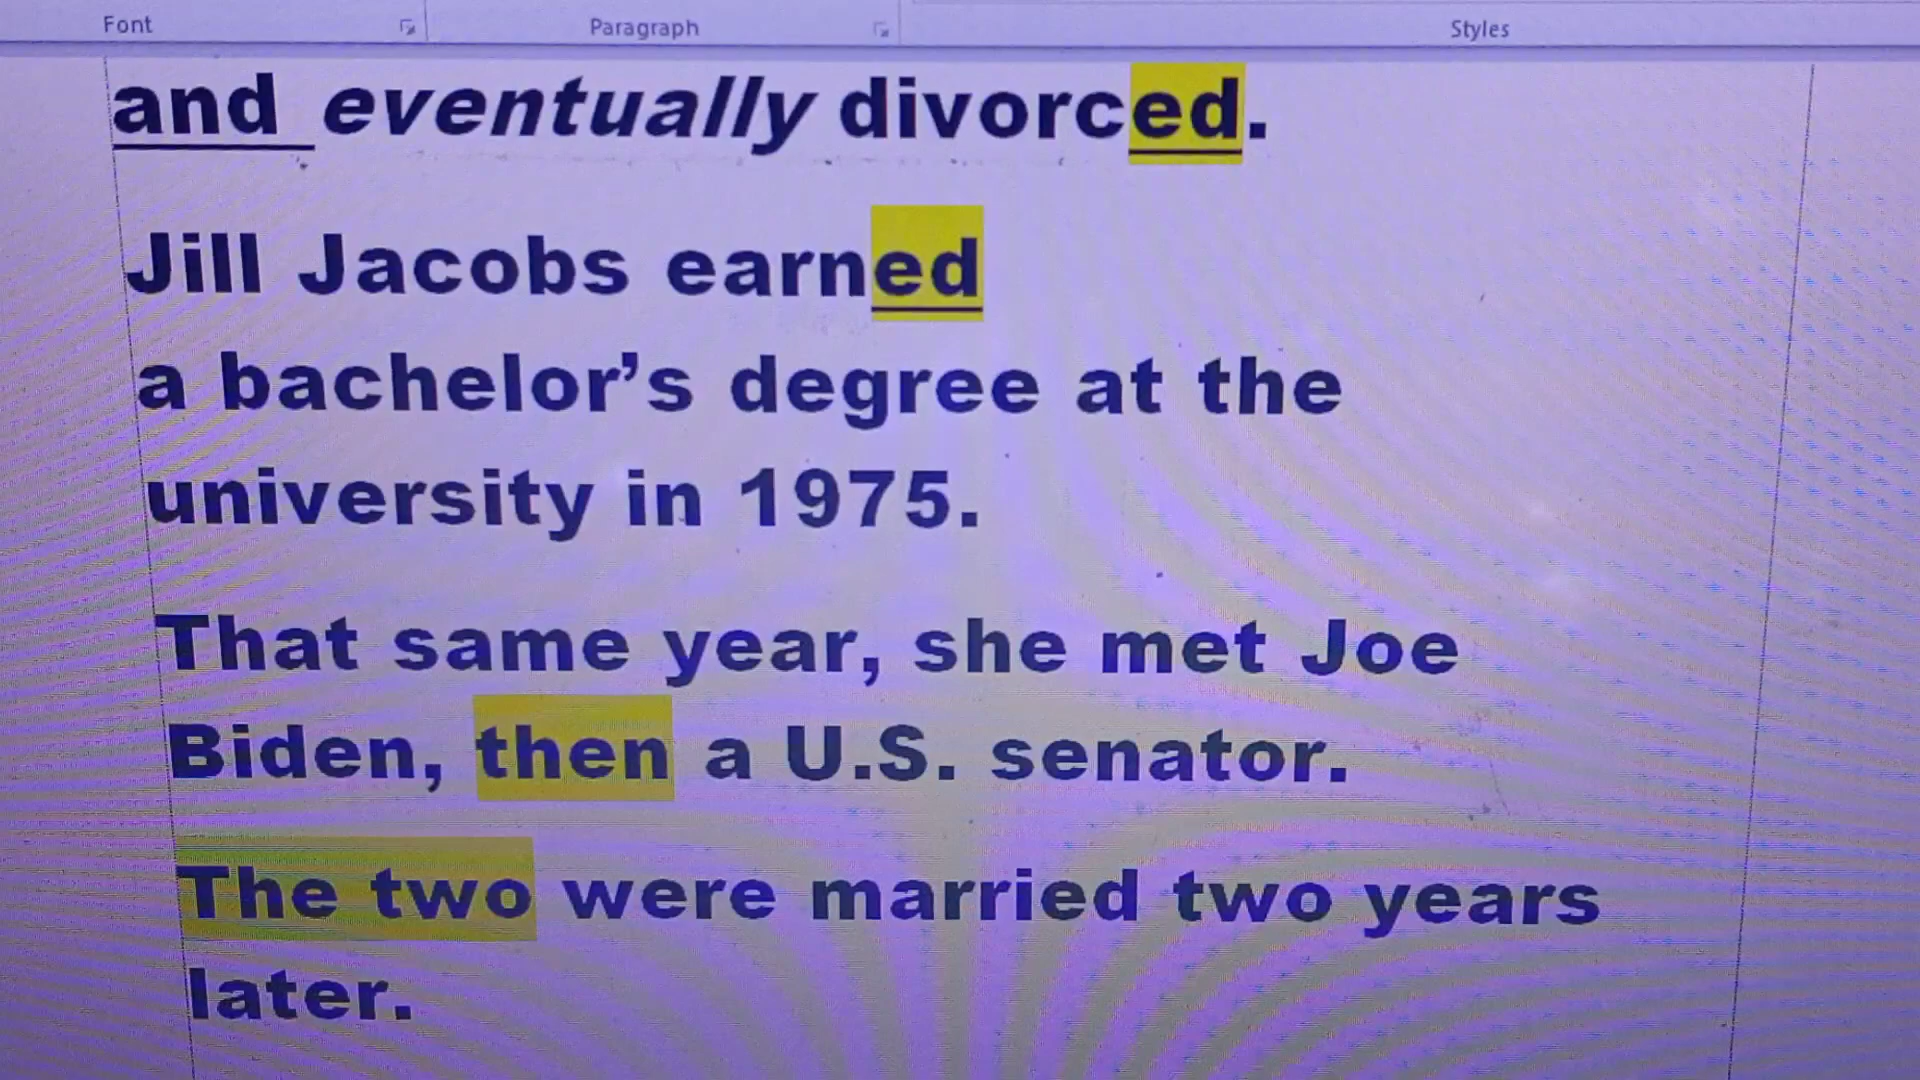 Font Paragraph Styles
and eventually divorced.
Jill Jacobs earned
a bachelor’s degree at the
university in 1975.
That same year, she met Joe
Biden, then a U.S. senator.
The two were married two years
later.